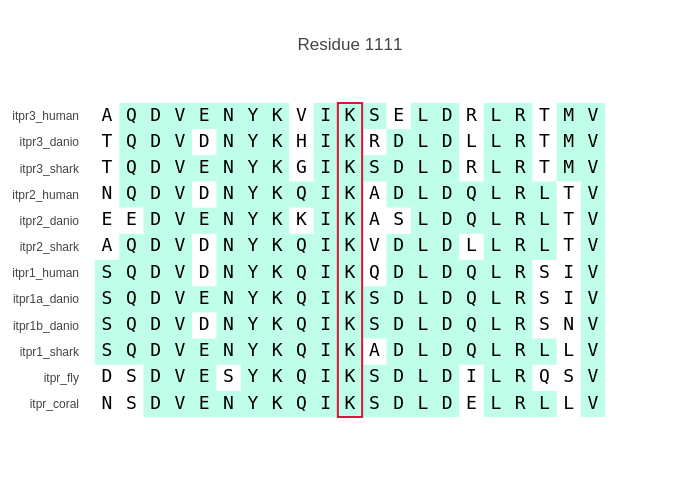 Residue 1111
itpr3_human A Q D V E N Y K V I K S E L D R L R T M V
itpr3_danio T Q D V D N Y K H I K R D L D L L R T M V
itpr3_shark T Q D V E N Y K G I K S D L D R L R T M V
itpr2_human N Q D V D N Y K Q I K A D L D Q L R L T V
itpr2_danio E E D V E N Y K K I K A S L D Q L R L T V
itpr2_shark A Q D V D N Y K Q I K V D L D L L R L T V
itpr1_human S Q D V D N Y K Q I K Q D L D Q L R S I V
itpr1a_danio S Q D V E N Y K Q I K S D L D Q L R S I V
itpr1b_danio S Q D V D N Y K Q I K S D L D Q L R S N V
itpr1_shark S Q D V E N Y K Q I K A D L D Q L R L L V
itpr_fly D S D V E S Y K Q I K S D L D I L R Q S V
itpr_coral N S D V E N Y K Q I K S D L D E L R L L V